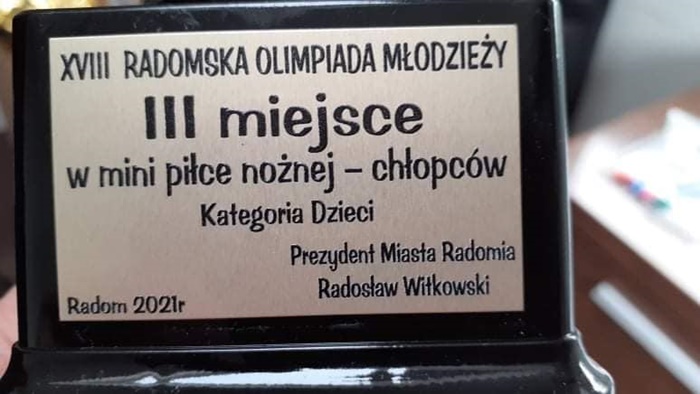 XVIII RADOMSKA OLIMPIADA MŁODZIEŻY
III miejsce
w mini piłce nożnej – chłopców
Kategoria Dzieci
Prezydent Miasta Radomia
Radosław Witkowski
Radom 2021r